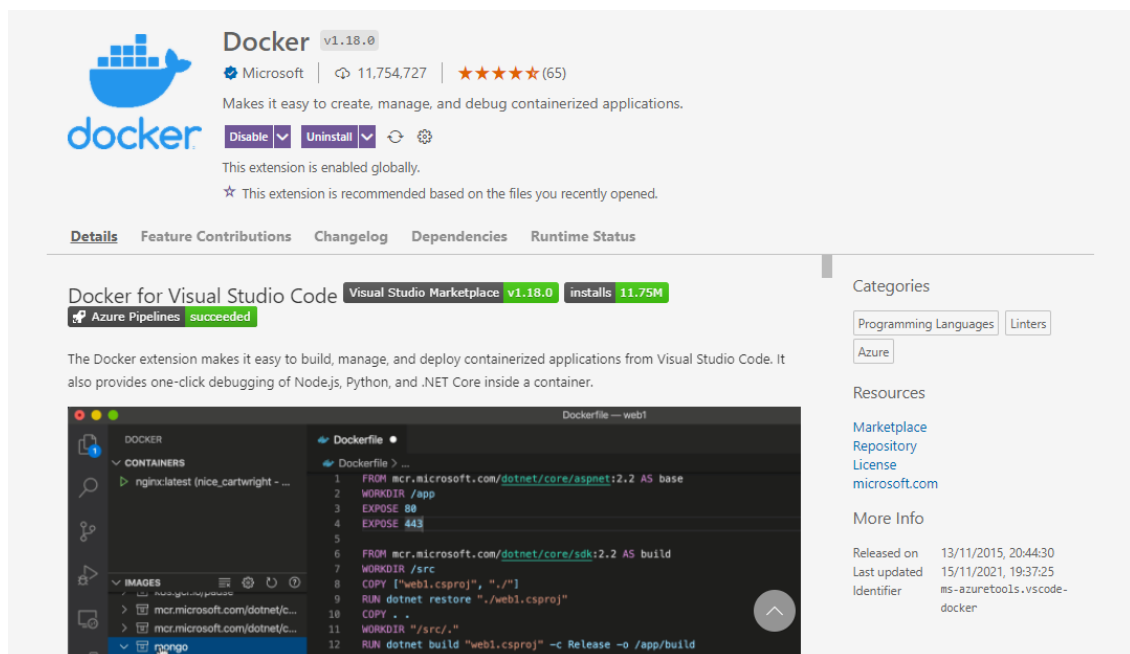 docker
Docker v1.18.0
Microsoft 11,754,727 (65)
Makes it easy to create, manage, and debug containerized applications.
Disable Uninstall
This extension is enabled globally.
This extension is recommended based on the files you recently opened.
Details Feature Contributions Changelog Dependencies Runtime Status
Docker for Visual Studio Code Visual Studio Marketplace v1.18.0 installs 11.75M
Azure Pipelines succeeded
The Docker extension makes it easy to build, manage, and deploy containerized applications from Visual Studio Code. It
also provides one-click debugging of Node.js, Python, and .NET Core inside a container.
Dockerfile — web1
DOCKER
CONTAINERS
nginx:latest (nice_cartwright - ...
IMAGES
mcr.microsoft.com/dotnet/c...
mcr.microsoft.com/dotnet/c...
mongo
1
Dockerfile
Dockerfile > ...
1 FROM mcr.microsoft.com/dotnet/core/aspnet:2.2 AS base
2 WORKDIR /app
3 EXPOSE 80
4 EXPOSE 443
5
6 FROM mcr.microsoft.com/dotnet/core/sdk:2.2 AS build
7 WORKDIR /src
8 COPY ["web1.csproj", "./"]
9 RUN dotnet restore "./web1.csproj"
10 COPY . .
11 WORKDIR "/src/."
12 RUN dotnet build "web1.csproj" -c Release -o /app/build
Categories
Programming Languages Linters
Azure
Resources
Marketplace
Repository
License
microsoft.com
More Info
Released on 13/11/2015, 20:44:30
Last updated 15/11/2021, 19:37:25
Identifier ms-azuretools.vscode-
docker